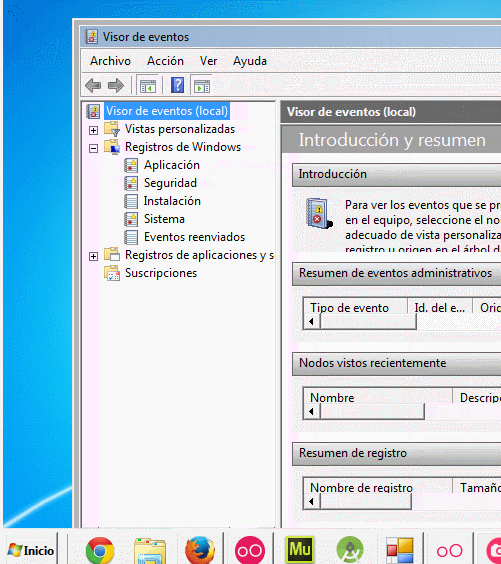 Visor de eventos
Archivo Acción Ver Ayuda
Visor de eventos (local)
Vistas personalizadas
Registros de Windows
Aplicación
Seguridad
Instalación
Sistema
Eventos reenviados
Registros de aplicaciones y s
Suscripciones
Visor de eventos (local)
Introducción y resumen
Introducción
Para ver los eventos que se pr
en el equipo, seleccione el no
adecuado de vista personaliza
registro u origen en el árbol d
Resumen de eventos administrativos
Tipo de evento Id. del e... Orig
Nodos vistos recientemente
Nombre Descripc
Resumen de registro
Nombre de registro Tamaño
Inicio
Mu